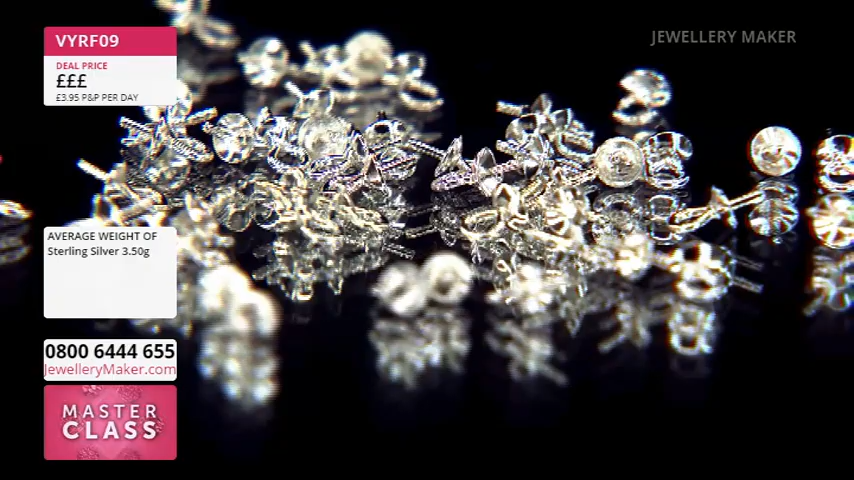 VYRF09
DEAL PRICE
£££
£3.95 P&P PER DAY
JEWELLERY MAKER
AVERAGE WEIGHT OF
Sterling Silver 3.50g
0800 6444 655
JewelleryMaker.com
MASTER
CLASS